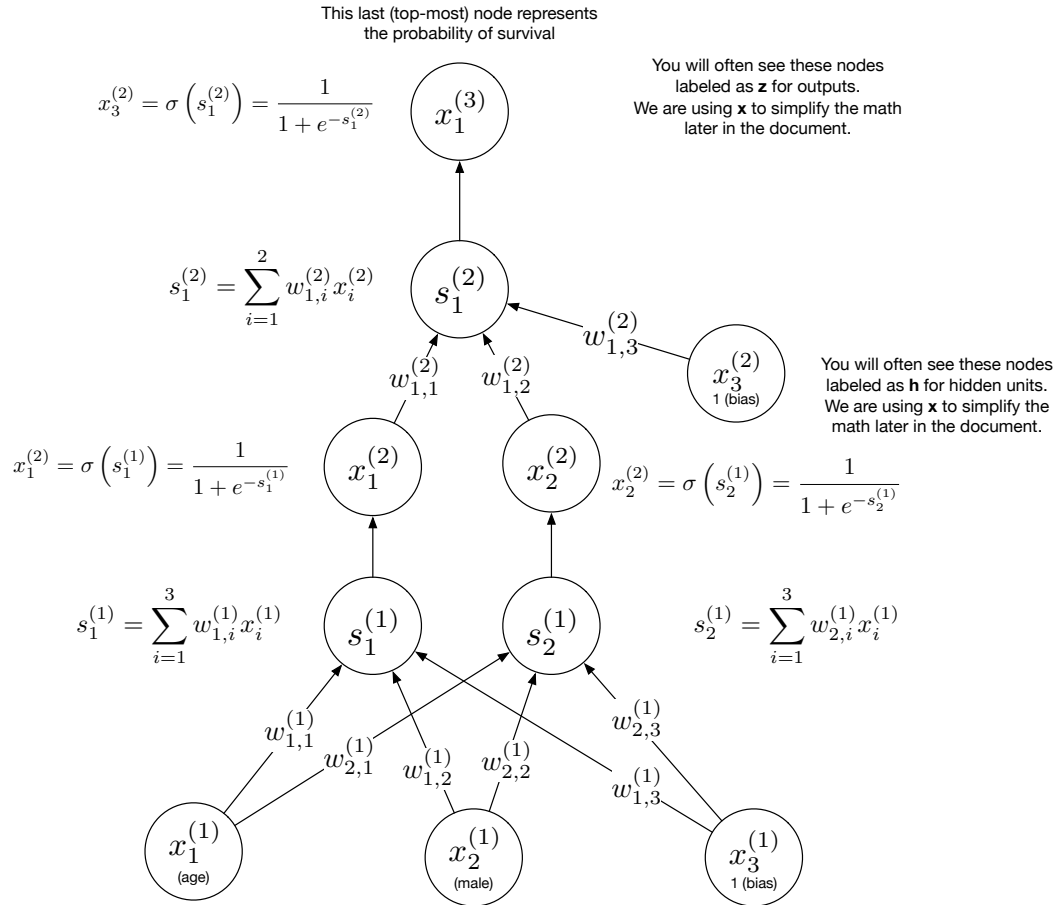 This last (top-most) node represents
the probability of survival
You will often see these nodes
labeled as z for outputs.
We are using x to simplify the math
later in the document.
x_3^{(2)} = σ(s_1^{(2)}) = \frac{1}{1 + e^{-s_1^{(2)}}}
x_1^{(3)}
s_1^{(2)} = \sum_{i=1}^{2} w_{1,i}^{(2)} x_i^{(2)}
s_1^{(2)}
w_{1,3}^{(2)}
x_3^{(2)}
1 (bias)
You will often see these nodes
labeled as h for hidden units.
We are using x to simplify the
math later in the document.
w_{1,1}^{(2)}
w_{1,2}^{(2)}
x_1^{(2)} = σ(s_1^{(1)}) = \frac{1}{1 + e^{-s_1^{(1)}}}
x_1^{(2)}
x_2^{(2)}
x_2^{(2)} = σ(s_2^{(1)}) = \frac{1}{1 + e^{-s_2^{(1)}}}
s_1^{(1)} = \sum_{i=1}^{3} w_{1,i}^{(1)} x_i^{(1)}
s_1^{(1)}
s_2^{(1)}
s_2^{(1)} = \sum_{i=1}^{3} w_{2,i}^{(1)} x_i^{(1)}
w_{1,1}^{(1)}
w_{2,1}^{(1)}
w_{1,2}^{(1)}
w_{2,2}^{(1)}
w_{2,3}^{(1)}
w_{1,3}^{(1)}
x_1^{(1)}
(age)
x_2^{(1)}
(male)
x_3^{(1)}
1 (bias)